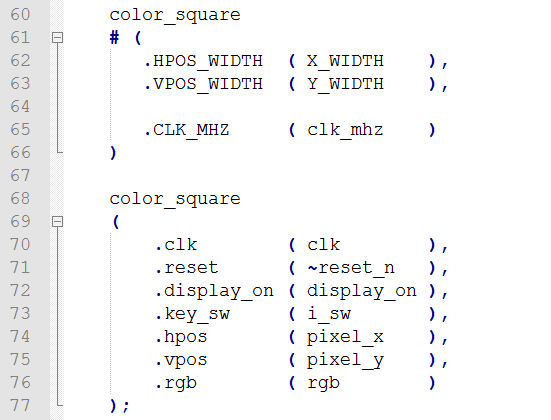 60 color_square
61 # (
62 .HPOS_WIDTH ( X_WIDTH ),
63 .VPOS_WIDTH ( Y_WIDTH ),
64
65 .CLK_MHZ ( clk_mhz )
66 )
67
68 color_square
69 (
70 .clk ( clk ),
71 .reset ( ~reset_n ),
72 .display_on ( display_on ),
73 .key_sw ( i_sw ),
74 .hpos ( pixel_x ),
75 .vpos ( pixel_y ),
76 .rgb ( rgb )
77 );